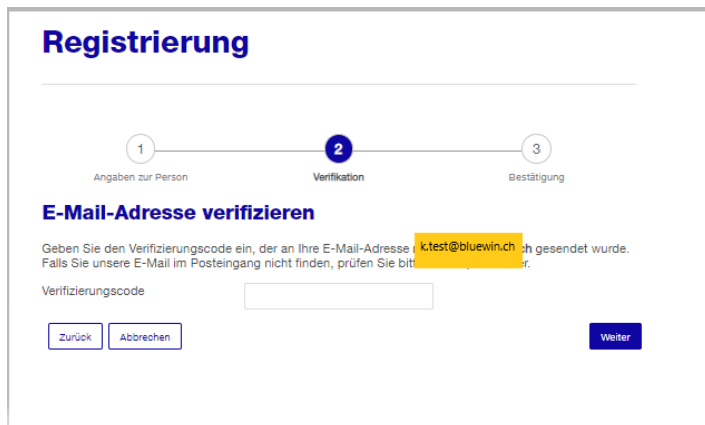 Registrierung
1 2 3
Angaben zur Person Verifikation Bestätigung
E-Mail-Adresse verifizieren
Geben Sie den Verifizierungscode ein, der an Ihre E-Mail-Adresse k.test@bluewin.ch ch gesendet wurde.
Falls Sie unsere E-Mail im Posteingang nicht finden, prüfen Sie
Verifizierungscode
Zurück Abbrechen Weiter